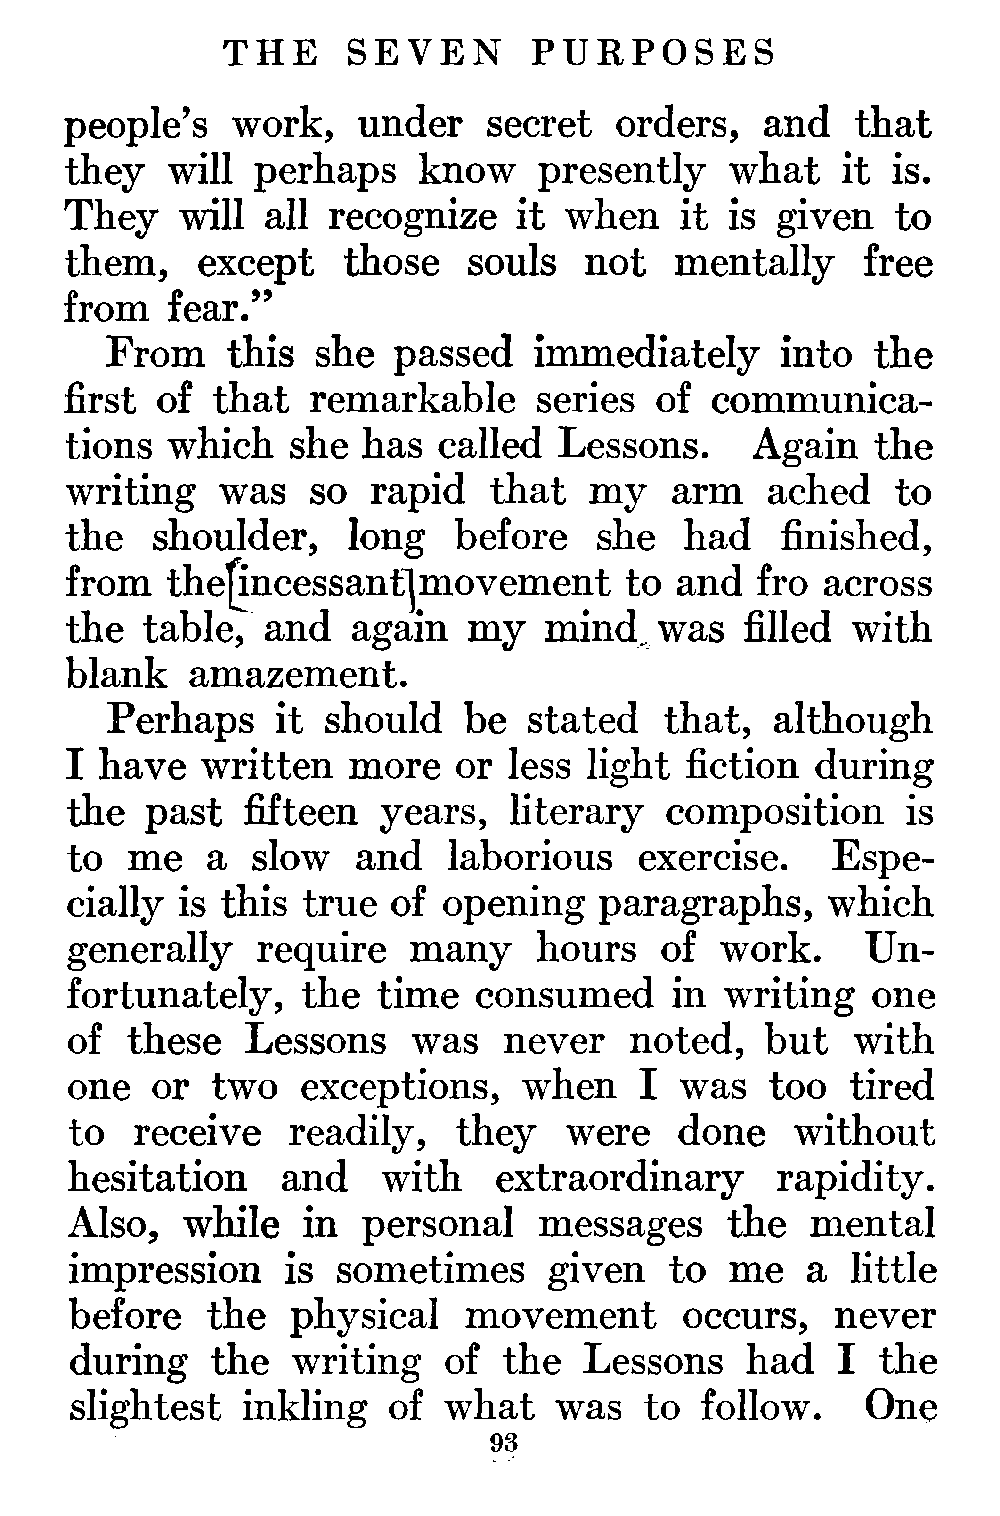 THE SEVEN PURPOSES
people's work, under secret orders, and that
they will perhaps know presently what it is.
They will all recognize it when it is given to
them, except those souls not mentally free
from fear."
From this she passed immediately into the
first of that remarkable series of communica-
tions which she has called Lessons. Again the
writing was so rapid that my arm ached to
the shoulder, long before she had finished,
from the incessant movement to and fro across
the table, and again my mind was filled with
blank amazement.
Perhaps it should be stated that, although
I have written more or less light fiction during
the past fifteen years, literary composition is
to me a slow and laborious exercise. Espe-
cially is this true of opening paragraphs, which
generally require many hours of work. Un-
fortunately, the time consumed in writing one
of these Lessons was never noted, but with
one or two exceptions, when I was too tired
to receive readily, they were done without
hesitation and with extraordinary rapidity.
Also, while in personal messages the mental
impression is sometimes given to me a little
before the physical movement occurs, never
during the writing of the Lessons had I the
slightest inkling of what was to follow. One
93